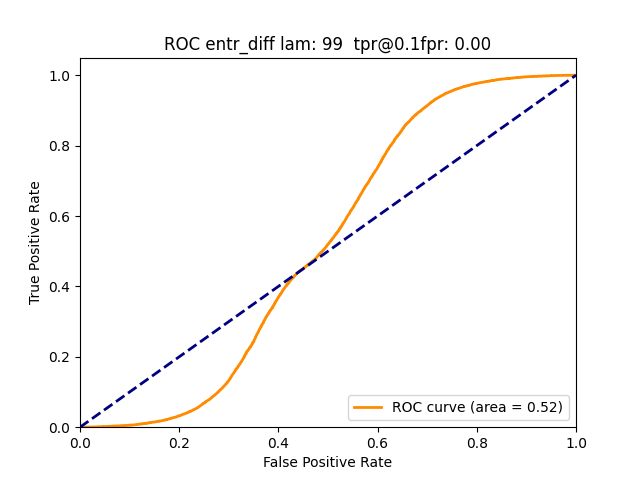 ROC entr_diff lam: 99  tpr@0.1fpr: 0.00
True Positive Rate
1.0
0.8
0.6
0.4
0.2
0.0
ROC curve (area = 0.52)
0.0 0.2 0.4 0.6 0.8 1.0
False Positive Rate